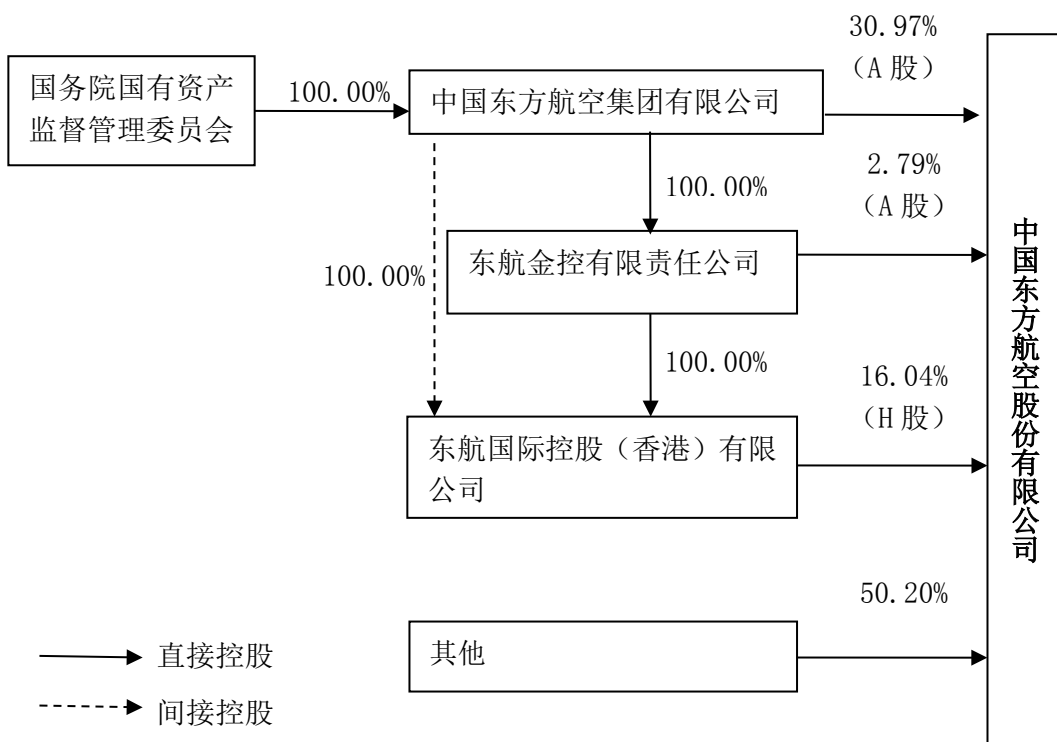 30.97%
（A 股）
国务院国有资产
监督管理委员会
100.00%
中国东方航空集团有限公司
2.79%
（A 股）
100.00%
东航金控有限责任公司
100.00%
100.00%
16.04%
（H 股）
东航国际控股（香港）有限
公司
50.20%
其他
中国东方航空股份有限公司
直接控股
间接控股